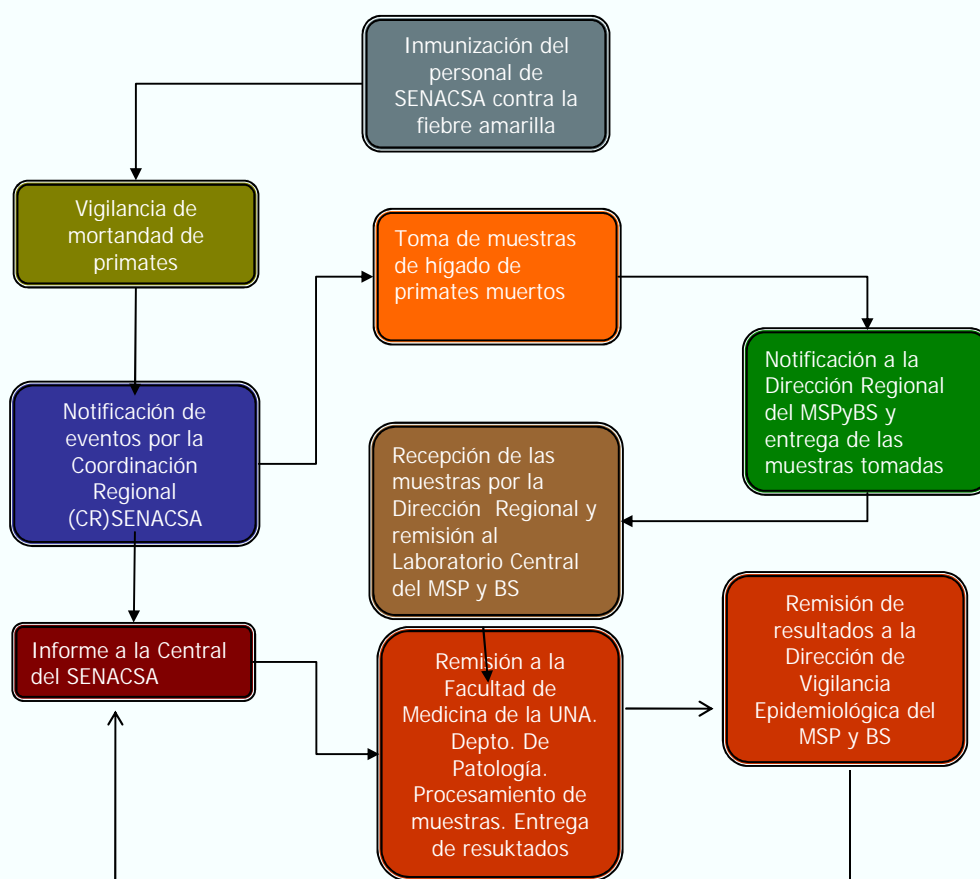 Inmunización del
personal de
SENACSA contra la
fiebre amarilla
Vigilancia de
mortandad de
primates
Toma de muestras
de hígado de
primates muertos
Notificación a la
Dirección Regional
del MSPyBS y
entrega de las
muestras tomadas
Notificación de
eventos por la
Coordinación
Regional
(CR)SENACSA
Recepción de las
muestras por la
Dirección Regional y
remisión al
Laboratorio Central
del MSP y BS
Informe a la Central
del SENACSA
Remisión a la
Facultad de
Medicina de la UNA.
Depto. De
Patología.
Procesamiento de
muestras. Entrega
de resuktados
Remisión de
resultados a la
Dirección de
Vigilancia
Epidemiológica del
MSP y BS